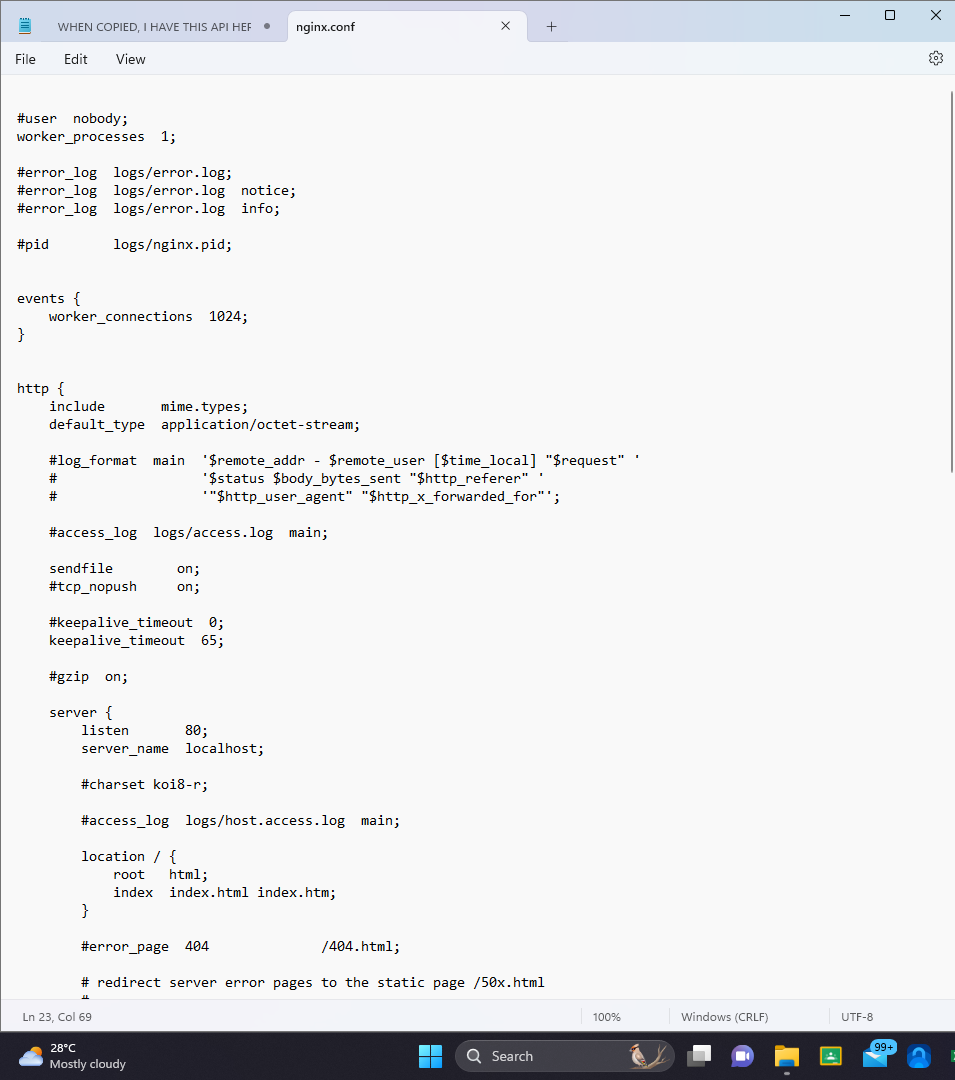 WHEN COPIED, I HAVE THIS API HEF
nginx.conf
File Edit View
#user  nobody;
worker_processes  1;
#error_log  logs/error.log;
#error_log  logs/error.log  notice;
#error_log  logs/error.log  info;
#pid        logs/nginx.pid;
events {
    worker_connections  1024;
}
http {
    include       mime.types;
    default_type  application/octet-stream;
    #log_format  main  '$remote_addr - $remote_user [$time_local] "$request" '
    #                  '$status $body_bytes_sent "$http_referer" '
    #                  '"$http_user_agent" "$http_x_forwarded_for"';
    #access_log  logs/access.log  main;
    sendfile        on;
    #tcp_nopush     on;
    #keepalive_timeout  0;
    keepalive_timeout  65;
    #gzip  on;
    server {
        listen       80;
        server_name  localhost;
        #charset koi8-r;
        #access_log  logs/host.access.log  main;
        location / {
            root   html;
            index  index.html index.htm;
        }
        #error_page  404              /404.html;
        # redirect server error pages to the static page /50x.html
        #
Ln 23, Col 69
100%
Windows (CRLF)
UTF-8
28°C
Mostly cloudy
Search
99+